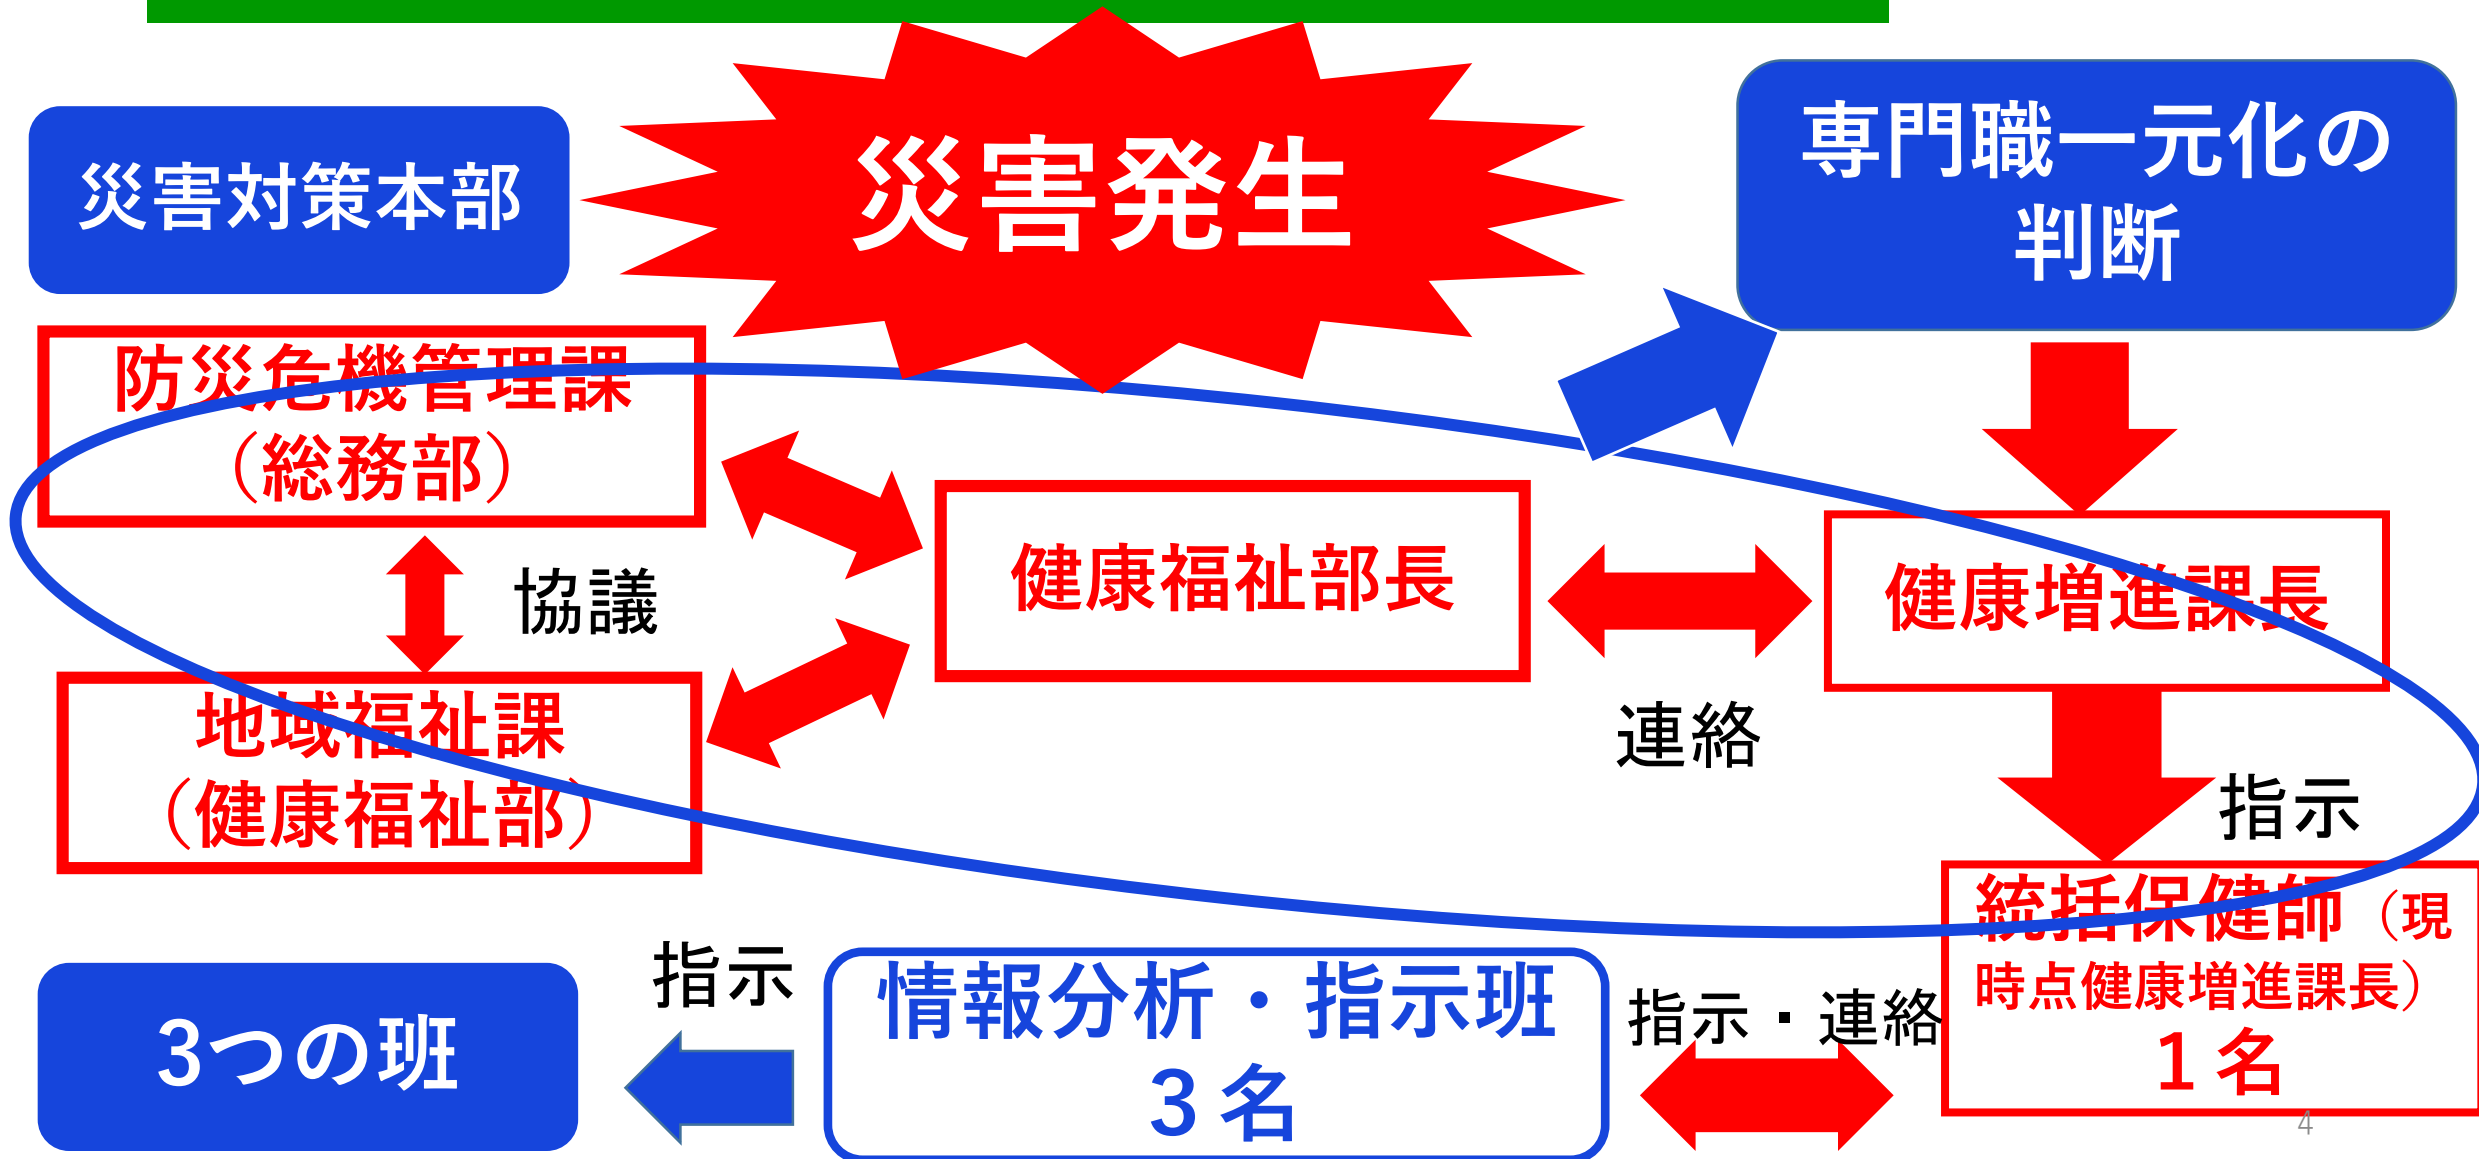 災害発生
災害対策本部
専門職一元化の
判断
防災危機管理課
（総務部）
協議
地域福祉課
（健康福祉部）
健康福祉部長
連絡
健康増進課長
指示
統括保健師（現
時点健康増進課長）
1名
指示・連絡
情報分析・指示班
3名
指示
3つの班
4